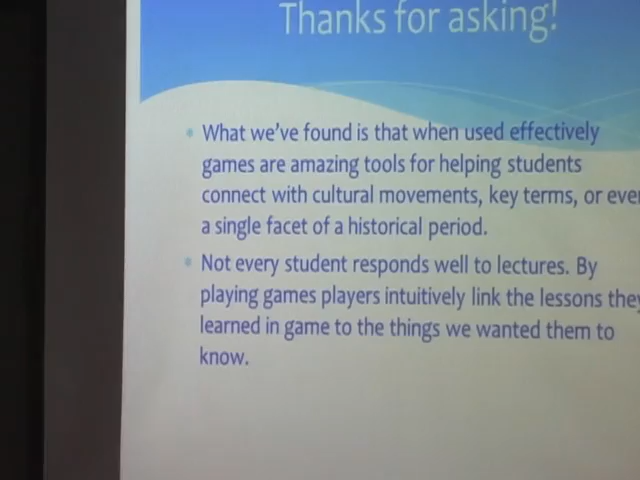 Thanks for asking!
What we've found is that when used effectively
games are amazing tools for helping students
connect with cultural movements, key terms, or even
a single facet of a historical period.
Not every student responds well to lectures. By
playing games players intuitively link the lessons they
learned in game to the things we wanted them to
know.